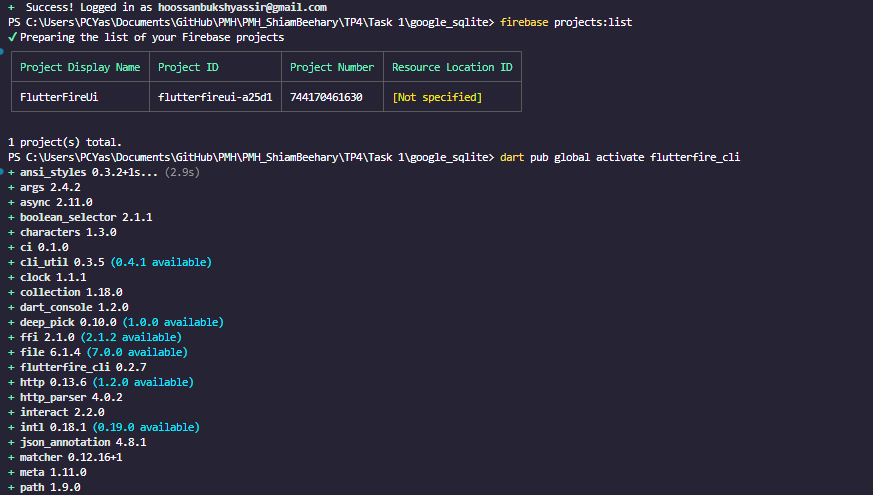 +  Success! Logged in as hoossanbukshyassir@gmail.com
PS C:\Users\PCYas\Documents\GitHub\PMH\PMH_ShiamBeehary\TP4\Task 1\google_sqlite> firebase projects:list
✓ Preparing the list of your Firebase projects
Project Display Name Project ID Project Number Resource Location ID
FlutterFireUi flutterfireui-a25d1 744170461630 [Not specified]
1 project(s) total.
PS C:\Users\PCYas\Documents\GitHub\PMH\PMH_ShiamBeehary\TP4\Task 1\google_sqlite> dart pub global activate flutterfire_cli
+ ansi_styles 0.3.2+1s... (2.9s)
+ args 2.4.2
+ async 2.11.0
+ boolean_selector 2.1.1
+ characters 1.3.0
+ ci 0.1.0
+ cli_util 0.3.5 (0.4.1 available)
+ clock 1.1.1
+ collection 1.18.0
+ dart_console 1.2.0
+ deep_pick 0.10.0 (1.0.0 available)
+ ffi 2.1.0 (2.1.2 available)
+ file 6.1.4 (7.0.0 available)
+ flutterfire_cli 0.2.7
+ http 0.13.6 (1.2.0 available)
+ http_parser 4.0.2
+ interact 2.2.0
+ intl 0.18.1 (0.19.0 available)
+ json_annotation 4.8.1
+ matcher 0.12.16+1
+ meta 1.11.0
+ path 1.9.0